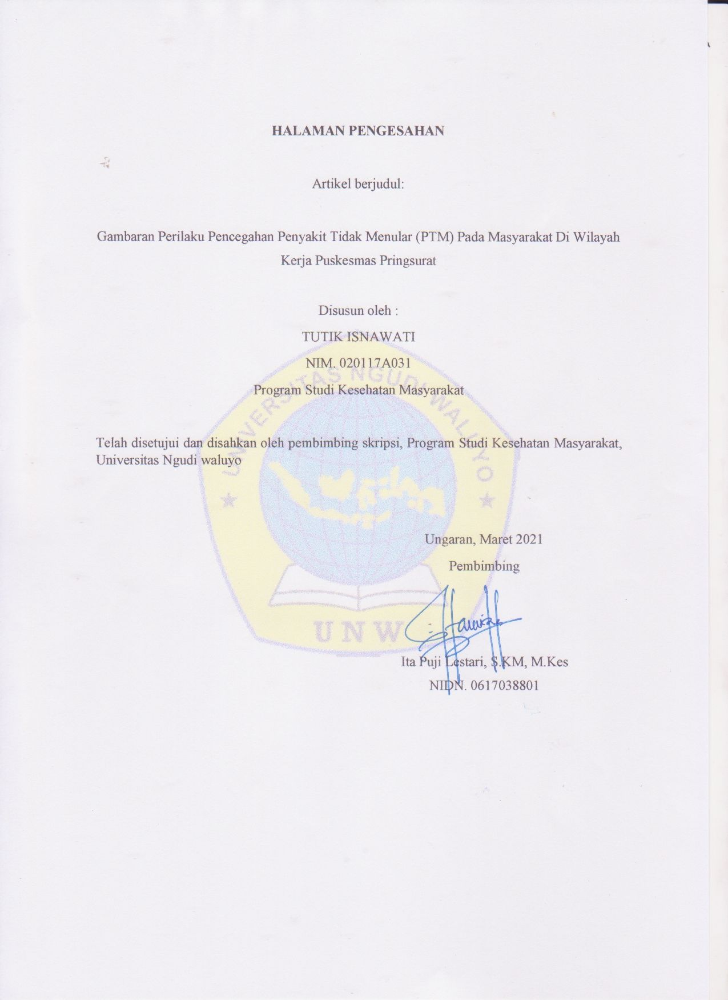 HALAMAN PENGESAHAN
Artikel berjudul:
Gambaran Perilaku Pencegahan Penyakit Tidak Menular (PTM) Pada Masyarakat Di Wilayah
Kerja Puskesmas Pringsurat
Disusun oleh :
TUTIK ISNAWATI
NIM. 020117A031
UNIVERSITAS NGUDI WALUYO
Program Studi Kesehatan Masyarakat
Telah disetujui dan disahkan oleh pembimbing skripsi, Program Studi Kesehatan Masyarakat,
Universitas Ngudi waluyo
Ungaran, Maret 2021
Pembimbing
UNW
Ita Puji Lestari, S.KM, M.Kes
NIDN. 0617038801